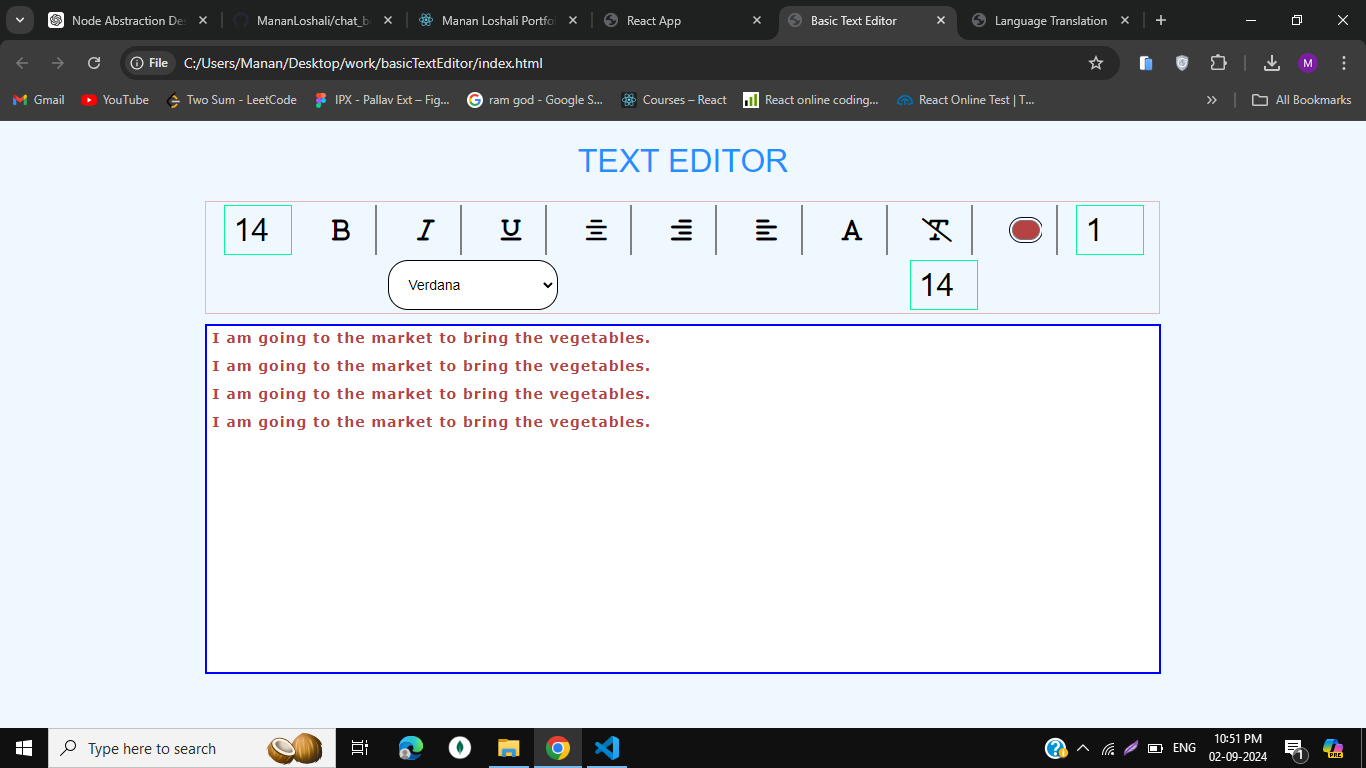 Node Abstraction De
MananLoshali/chat_b
Manan Loshali Portfo
React App
Basic Text Editor
Language Translation
File
C:/Users/Manan/Desktop/work/basicTextEditor/index.html
M
Gmail
YouTube
Two Sum - LeetCode
IPX - Pallav Ext – Fig...
ram god - Google S...
Courses – React
React online coding...
React Online Test | T...
All Bookmarks
TEXT EDITOR
14
B
I
U
A
T
1
Verdana
14
I am going to the market to bring the vegetables.
I am going to the market to bring the vegetables.
I am going to the market to bring the vegetables.
I am going to the market to bring the vegetables.
Type here to search
ENG
10:51 PM
02-09-2024
1
PRE